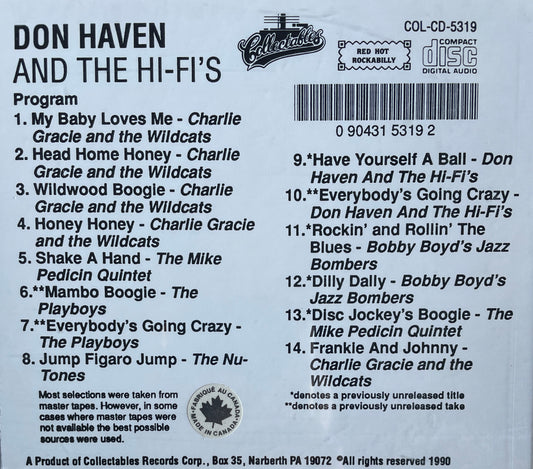 DON HAVEN
AND THE HI-FI'S
Collectables
RED HOT
ROCKABILLY
COL-CD-5319
COMPACT
disc
DIGITAL AUDIO
0 90431 5319 2
Program
1. My Baby Loves Me - Charlie
Gracie and the Wildcats
2. Head Home Honey - Charlie
Gracie and the Wildcats
3. Wildwood Boogie - Charlie
Gracie and the Wildcats
4. Honey Honey - Charlie Gracie
and the Wildcats
5. Shake A Hand - The Mike
Pedicin Quintet
6.**Mambo Boogie - The
Playboys
7.**Everybody's Going Crazy -
The Playboys
8. Jump Figaro Jump - The Nu-
Tones
9.*Have Yourself A Ball - Don
Haven And The Hi-Fi's
10.**Everybody's Going Crazy -
Don Haven And The Hi-Fi's
11.*Rockin' and Rollin' The
Blues - Bobby Boyd's Jazz
Bombers
12.*Dilly Dally - Bobby Boyd's
Jazz Bombers
13.*Disc Jockey's Boogie - The
Mike Pedicin Quintet
14. Frankie And Johnny -
Charlie Gracie and the
Wildcats
*denotes a previously unreleased title
**denotes a previously unreleased take
Most selections were taken from
master tapes. However, in some
cases where master tapes were
not available the best possible
sources were used.
FABRIQUÉ AU CANADA
MADE IN CANADA
A Product of Collectables Records Corp., Box 35, Narberth PA 19072 ©All rights reserved 1990